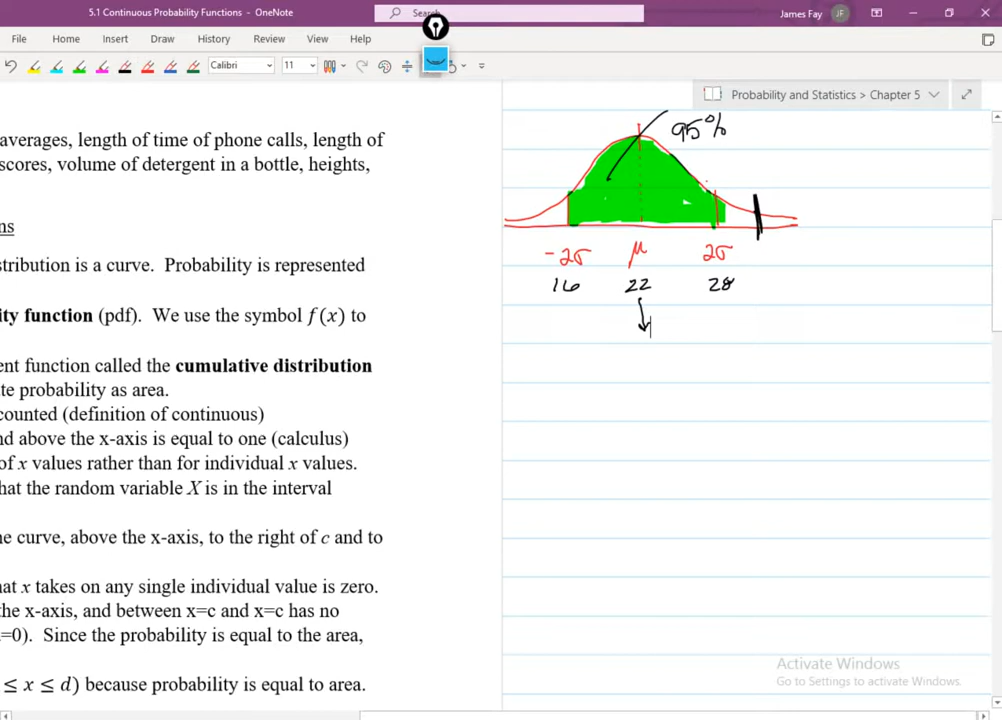 5.1 Continuous Probability Functions - OneNote
Search
James Fay
JF
File Home Insert Draw History Review View Help
Calibri 11
Probability and Statistics > Chapter 5
averages, length of time of phone calls, length of
scores, volume of detergent in a bottle, heights,
ns
stribution is a curve. Probability is represented
ity function (pdf). We use the symbol f(x) to
ent function called the cumulative distribution
te probability as area.
counted (definition of continuous)
nd above the x-axis is equal to one (calculus)
of x values rather than for individual x values.
hat the random variable X is in the interval
he curve, above the x-axis, to the right of c and to
hat x takes on any single individual value is zero.
the x-axis, and between x=c and x=c has no
a=0). Since the probability is equal to the area,
≤ x ≤ d) because probability is equal to area.
95%
-2σ μ 2σ
16 22 28
Activate Windows
Go to Settings to activate Windows.